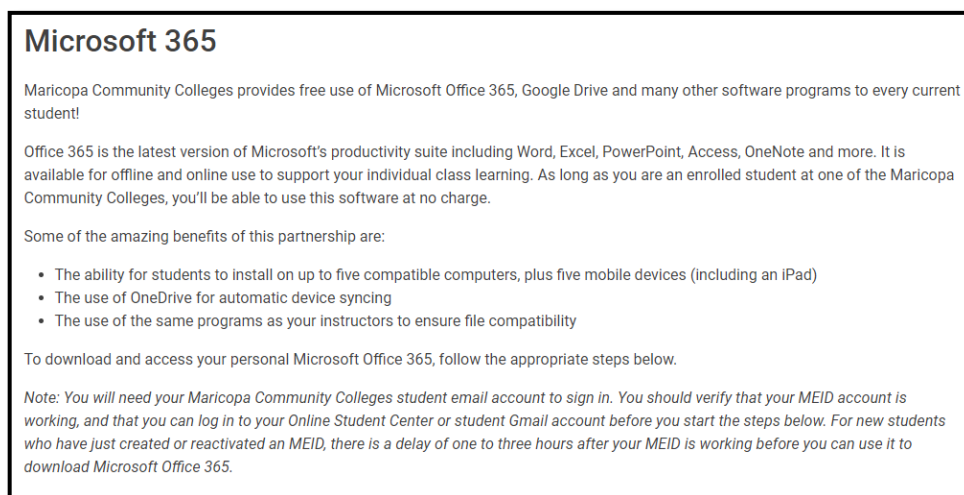 Microsoft 365
Maricopa Community Colleges provides free use of Microsoft Office 365, Google Drive and many other software programs to every current
student!
Office 365 is the latest version of Microsoft's productivity suite including Word, Excel, PowerPoint, Access, OneNote and more. It is
available for offline and online use to support your individual class learning. As long as you are an enrolled student at one of the Maricopa
Community Colleges, you'll be able to use this software at no charge.
Some of the amazing benefits of this partnership are:
• The ability for students to install on up to five compatible computers, plus five mobile devices (including an iPad)
• The use of OneDrive for automatic device syncing
• The use of the same programs as your instructors to ensure file compatibility
To download and access your personal Microsoft Office 365, follow the appropriate steps below.
Note: You will need your Maricopa Community Colleges student email account to sign in. You should verify that your MEID account is
working, and that you can log in to your Online Student Center or student Gmail account before you start the steps below. For new students
who have just created or reactivated an MEID, there is a delay of one to three hours after your MEID is working before you can use it to
download Microsoft Office 365.